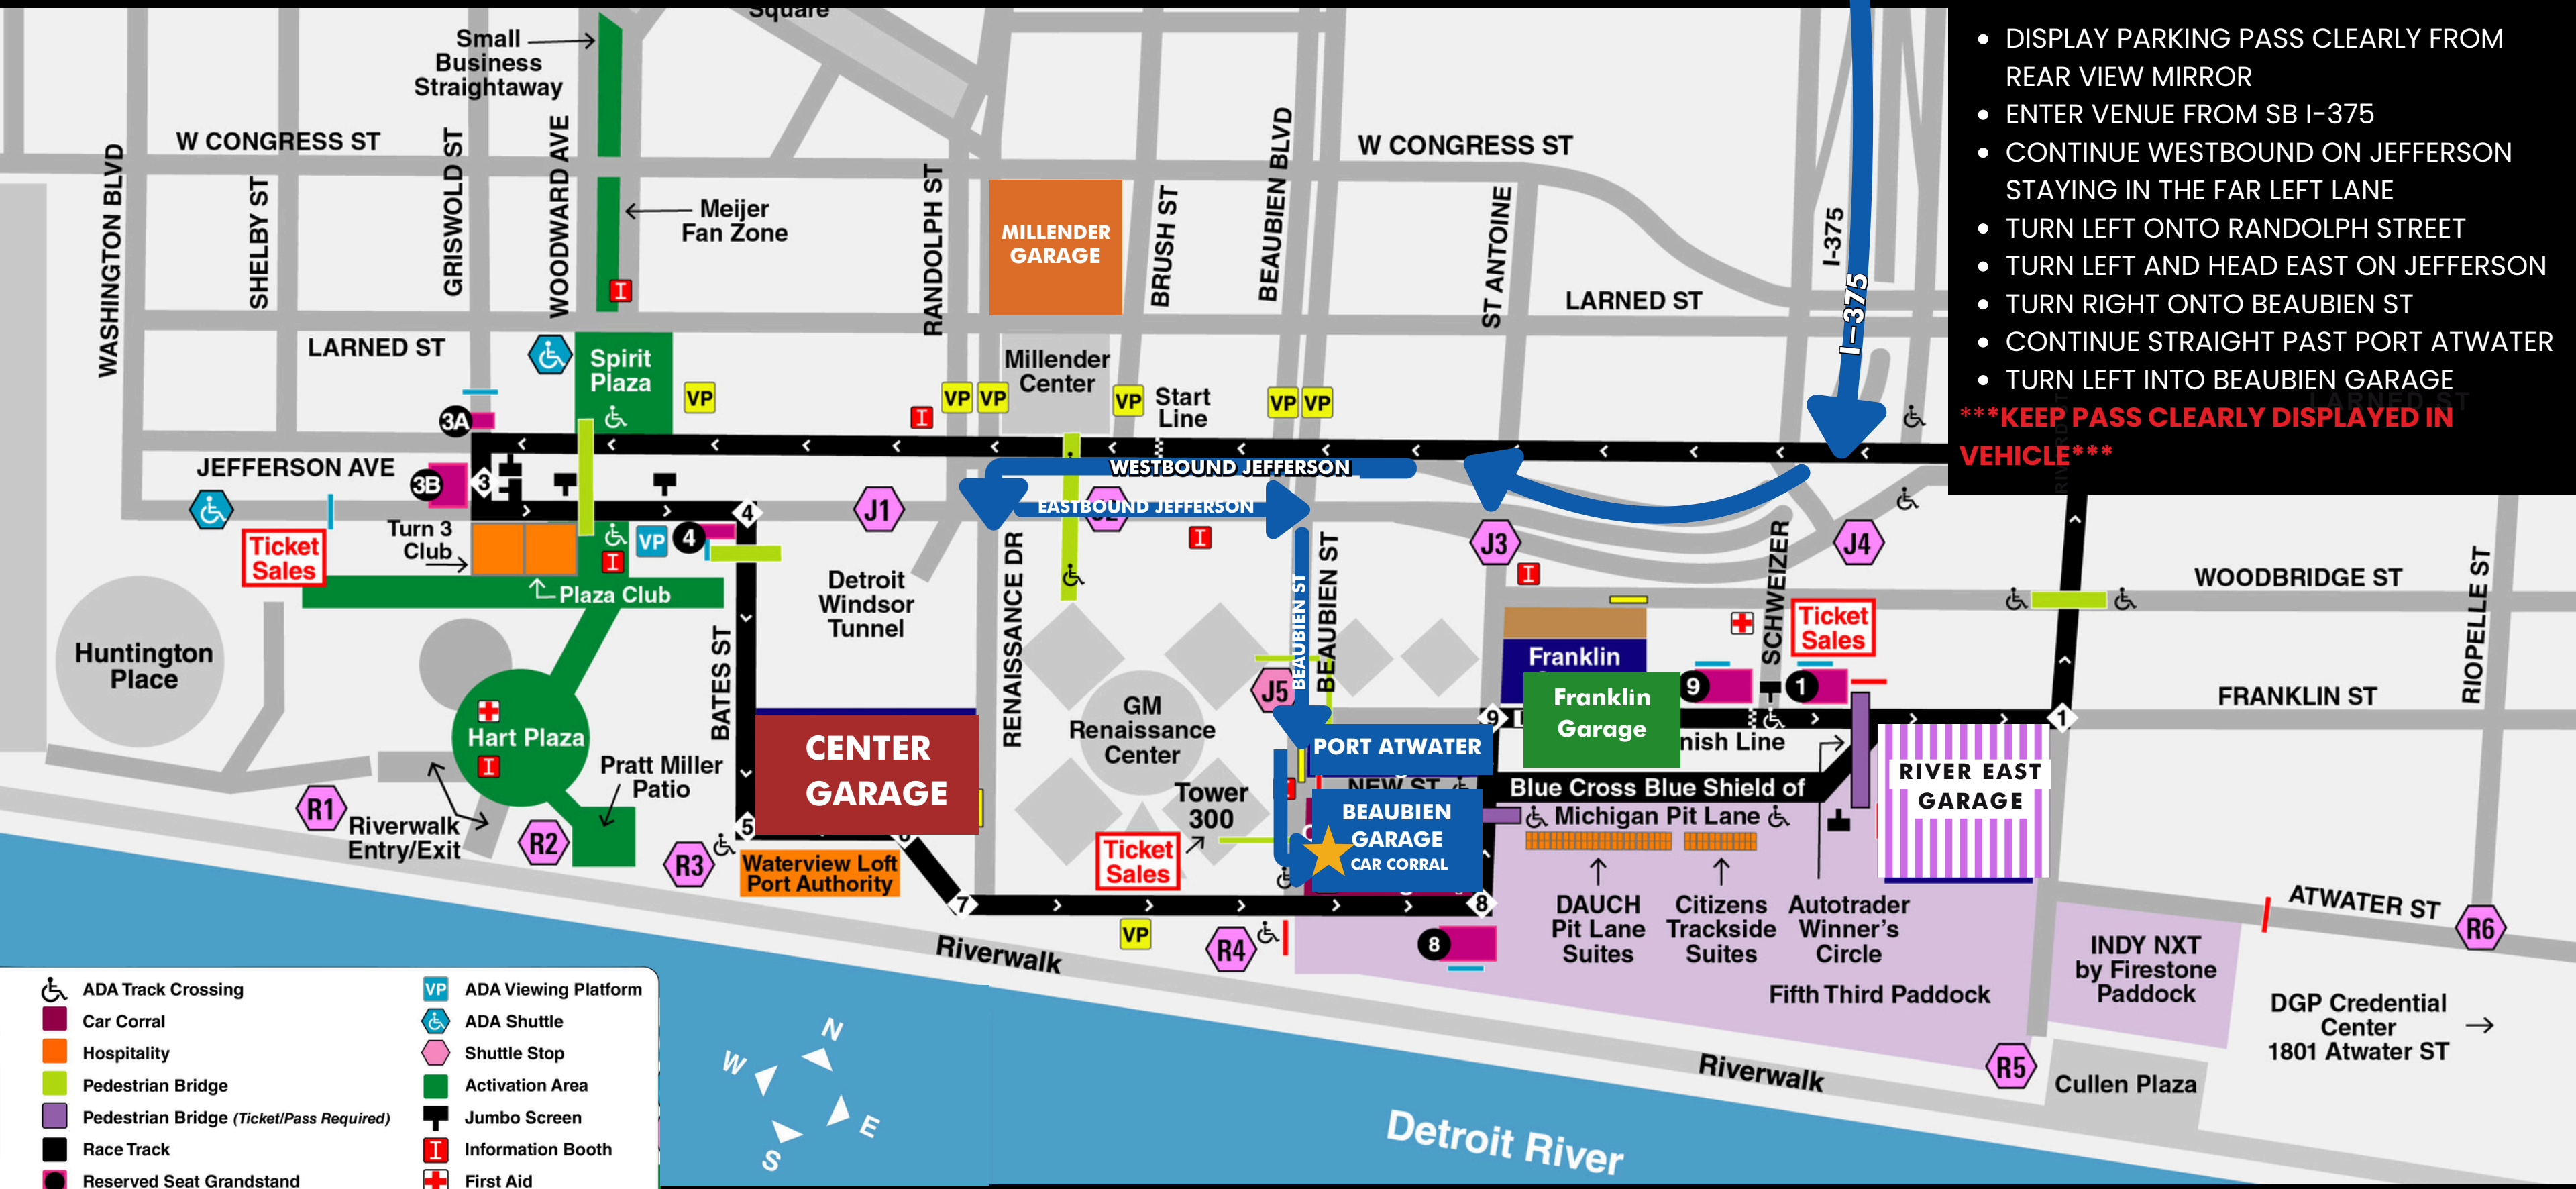 Square
Small
Business
Straightaway
W CONGRESS ST
W CONGRESS ST
WASHINGTON BLVD
SHELBY ST
GRISWOLD ST
WOODWARD AVE
RANDOLPH ST
BRUSH ST
BEAUBIEN BLVD
ST ANTOINE
I-375
I-375
Meijer
Fan Zone
MILLENDER
GARAGE
LARNED ST
LARNED ST
Spirit
Plaza
Millender
Center
VP
VP
VP
VP
VP
VP
Start
Line
3A
JEFFERSON AVE
3B
3
WESTBOUND JEFFERSON
EASTBOUND JEFFERSON
4
J1
J3
J4
Turn 3
Club
Ticket
Sales
VP
4
Plaza Club
Detroit
Windsor
Tunnel
RENAISSANCE DR
BEAUBIEN ST
BEAUBIEN ST
SCHWEIZER
Ticket
Sales
WOODBRIDGE ST
RIOPELLE ST
FRANKLIN ST
Huntington
Place
Hart Plaza
BATES ST
CENTER
GARAGE
GM
Renaissance
Center
J5
Franklin
Franklin
Garage
9
1
9
1
nish Line
PORT ATWATER
NEW ST
BEAUBIEN
GARAGE
CAR CORRAL
Blue Cross Blue Shield of
Michigan Pit Lane
RIVER EAST
GARAGE
Pratt Miller
Patio
Tower
300
R1
Riverwalk
Entry/Exit
R2
R3
5
6
Waterview Loft
Port Authority
Ticket
Sales
7
8
VP
R4
8
DAUCH
Pit Lane
Suites
Citizens
Trackside
Suites
Autotrader
Winner's
Circle
ATWATER ST
R6
INDY NXT
by Firestone
Paddock
Fifth Third Paddock
DGP Credential
Center
1801 Atwater ST
R5
Cullen Plaza
Riverwalk
Riverwalk
Detroit River
N
W
E
S
ADA Track Crossing
Car Corral
Hospitality
Pedestrian Bridge
Pedestrian Bridge (Ticket/Pass Required)
Race Track
Reserved Seat Grandstand
VP ADA Viewing Platform
ADA Shuttle
Shuttle Stop
Activation Area
Jumbo Screen
Information Booth
First Aid
• DISPLAY PARKING PASS CLEARLY FROM
REAR VIEW MIRROR
• ENTER VENUE FROM SB I-375
• CONTINUE WESTBOUND ON JEFFERSON
STAYING IN THE FAR LEFT LANE
• TURN LEFT ONTO RANDOLPH STREET
• TURN LEFT AND HEAD EAST ON JEFFERSON
• TURN RIGHT ONTO BEAUBIEN ST
• CONTINUE STRAIGHT PAST PORT ATWATER
• TURN LEFT INTO BEAUBIEN GARAGE
LARNED ST
***KEEP PASS CLEARLY DISPLAYED IN
VEHICLE***